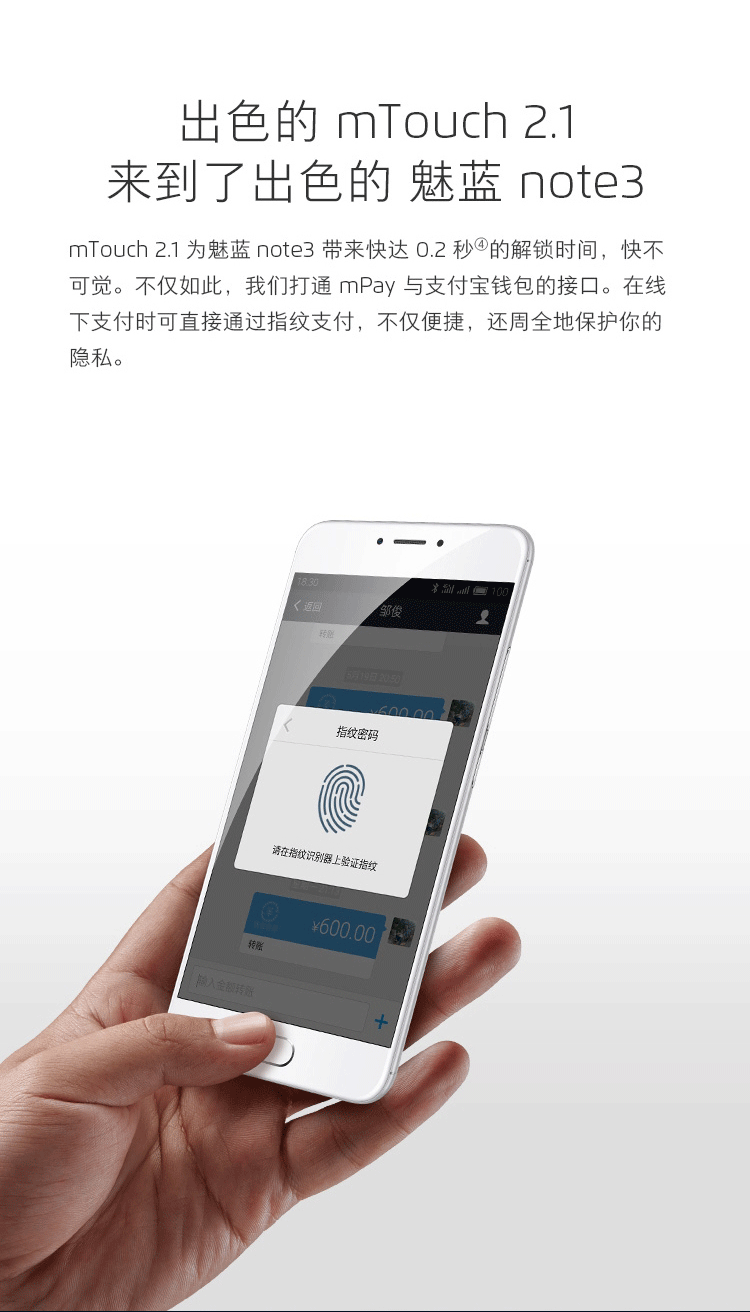 出色的 mTouch 2.1
来到了出色的 魅蓝 note3
mTouch 2.1 为魅蓝 note3 带来快达 0.2 秒④的解锁时间，快不
可觉。不仅如此，我们打通 mPay 与支付宝钱包的接口。在线
下支付时可直接通过指纹支付，不仅便捷，还周全地保护你的
隐私。
18:30
100
返回
邹俊
转账
¥600.00
指纹密码
请在指纹识别器上验证指纹
¥600.00
转账
输入金额转账